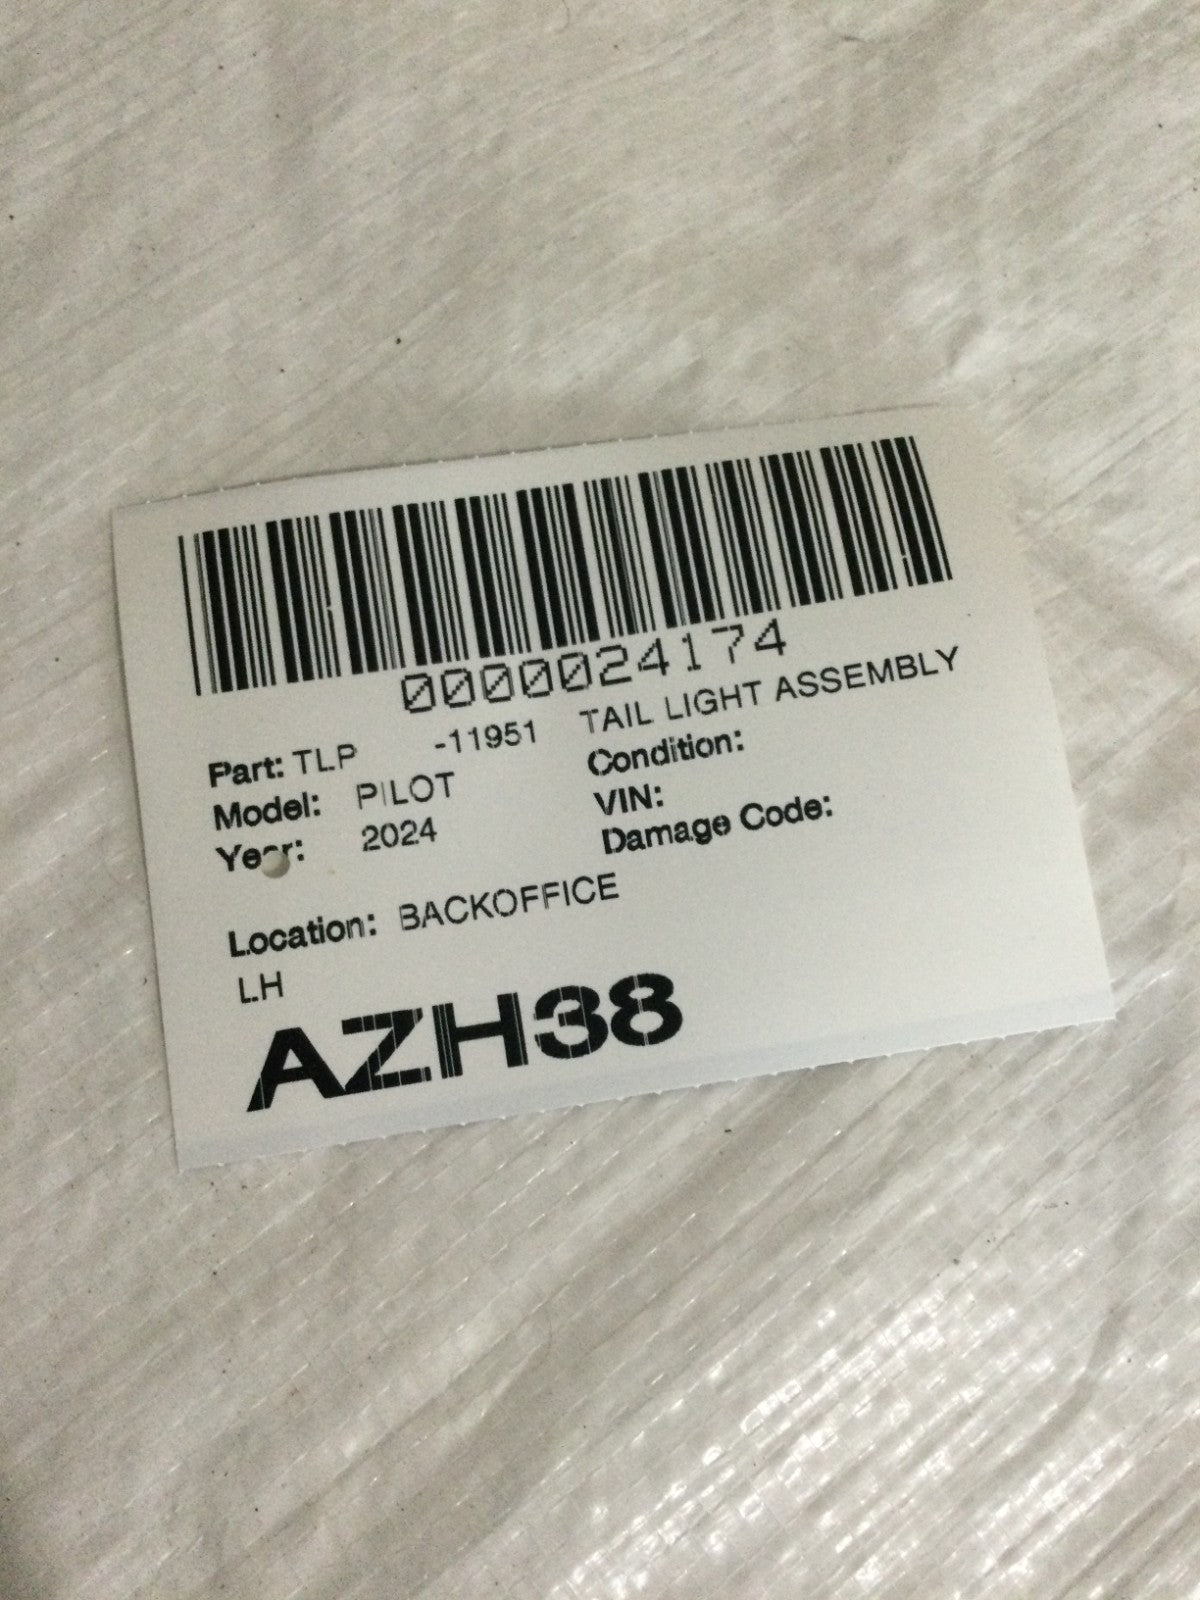 0000024174
Part: TLP -11951 TAIL LIGHT ASSEMBLY
Model: PILOT Condition:
Year: 2024 VIN:
Damage Code:
Location: BACKOFFICE
LH
AZH38